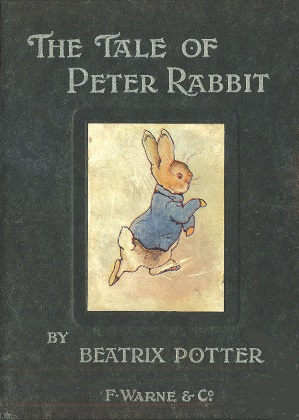 THE TALE OF
PETER RABBIT
BY
BEATRIX POTTER
F. WARNE & Co